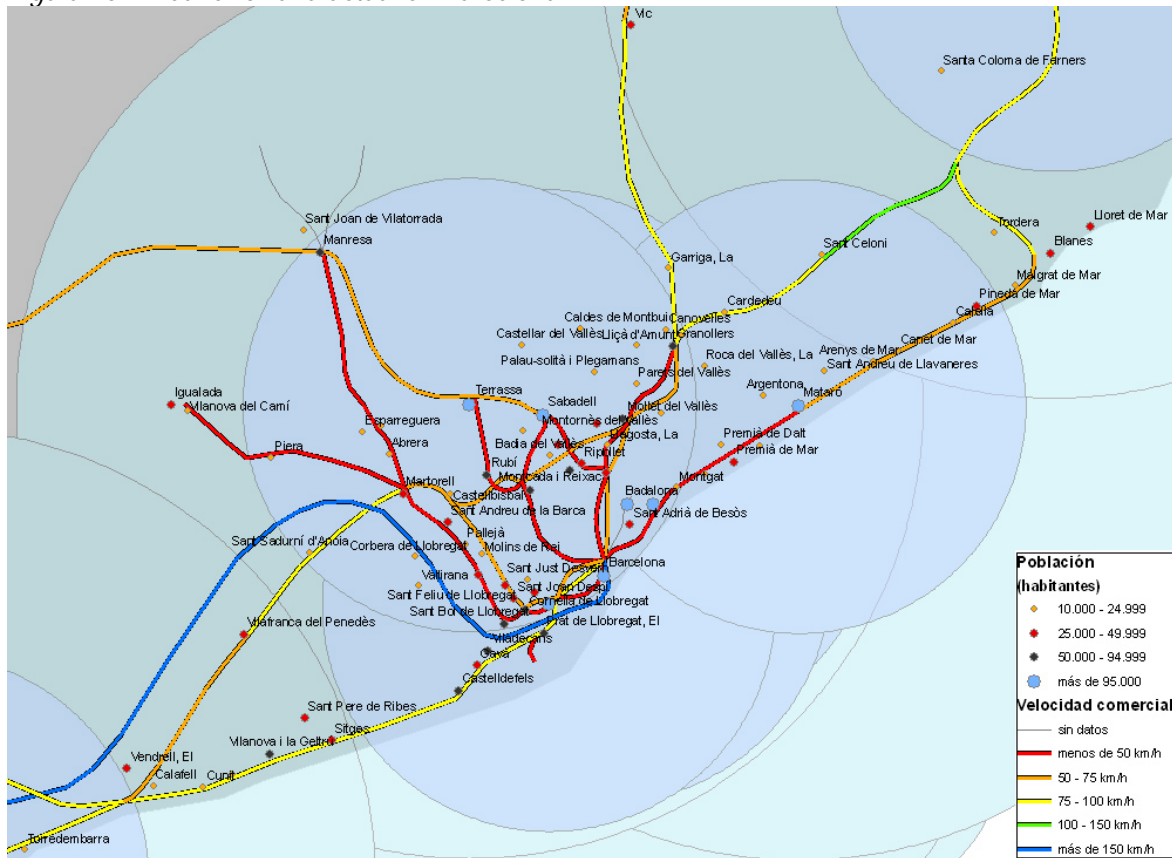 Vic
Santa Coloma de Farners
Sant Joan de Vilatorrada
Manresa
Lloret de Mar
Tordera
Blanes
Sant Celoni
Garriga, La
Malgrat de Mar
Pineda de Mar
Cardedeu
Calella
Caldes de Montbui
Canovelles
Castellar del Vallès
Lliçà d'Amunt
Granollers
Canet de Mar
Arenys de Mar
Palau-solità i Plegamans
Roca del Vallès, La
Sant Andreu de Llavaneres
Parets del Vallès
Igualada
Terrassa
Argentona
Mataró
Vilanova del Camí
Sabadell
Mollet del Vallès
Esparreguera
Montornès del Vallès
Piera
Abrera
Badia del Vallès
Llagosta, La
Premià de Dalt
Ripollet
Premià de Mar
Rubí
Montcada i Reixac
Martorell
Montgat
Castellbisbal
Badalona
Sant Andreu de la Barca
Sant Adrià de Besòs
Pallejà
Sant Sadurní d'Anoia
Corbera de Llobregat
Molins de Rei
Barcelona
Vallirana
Sant Just Desvern
Sant Feliu de Llobregat
Sant Joan Despí
Sant Boi de Llobregat
Cornellà de Llobregat
Vilafranca del Penedès
Prat de Llobregat, El
Viladecans
Gavà
Castelldefels
Sant Pere de Ribes
Sitges
Vilanova i la Geltrú
Vendrell, El
Calafell
Cunit
Torredembarra
Población
(habitantes)
10.000 - 24.999
25.000 - 49.999
50.000 - 94.999
más de 95.000
Velocidad comercial
sin datos
menos de 50 km/h
50 - 75 km/h
75 - 100 km/h
100 - 150 km/h
más de 150 km/h